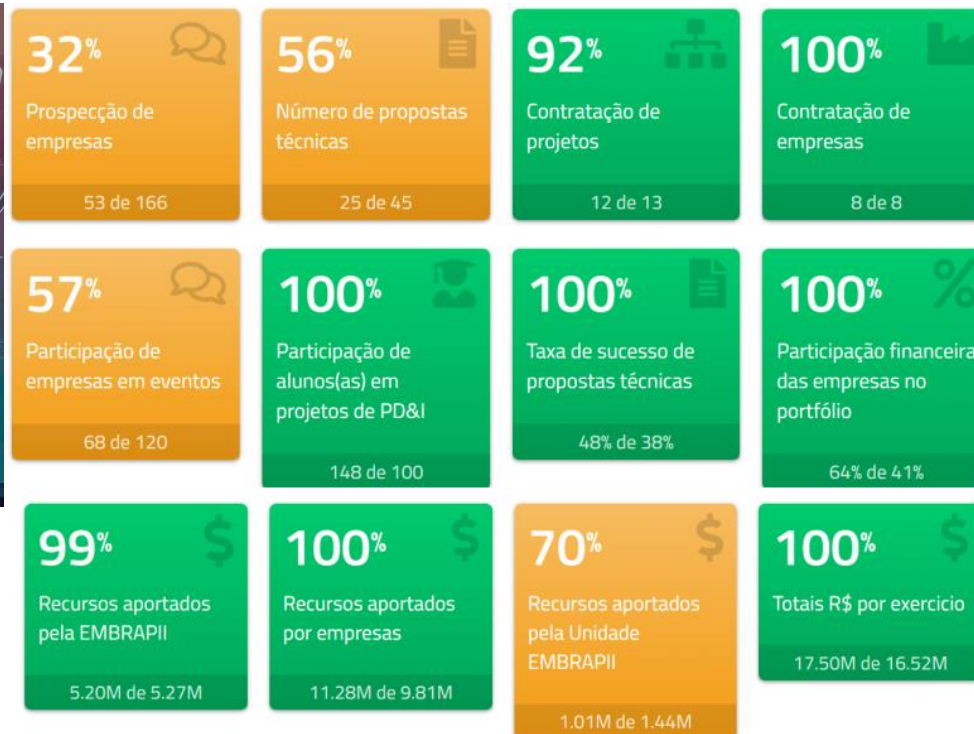 32%
Prospecção de
empresas
53 de 166
56%
Número de propostas
técnicas
25 de 45
92%
Contratação de
projetos
12 de 13
100%
Contratação de
empresas
8 de 8
57%
Participação de
empresas em eventos
68 de 120
100%
Participação de
alunos(as) em
projetos de PD&I
148 de 100
100%
Taxa de sucesso de
propostas técnicas
48% de 38%
100%
Participação financeira
das empresas no
portfólio
64% de 41%
99%
Recursos aportados
pela EMBRAPII
5.20M de 5.27M
100%
Recursos aportados
por empresas
11.28M de 9.81M
70%
Recursos aportados
pela Unidade
EMBRAPII
1.01M de 1.44M
100%
Totais R$ por exercicio
17.50M de 16.52M